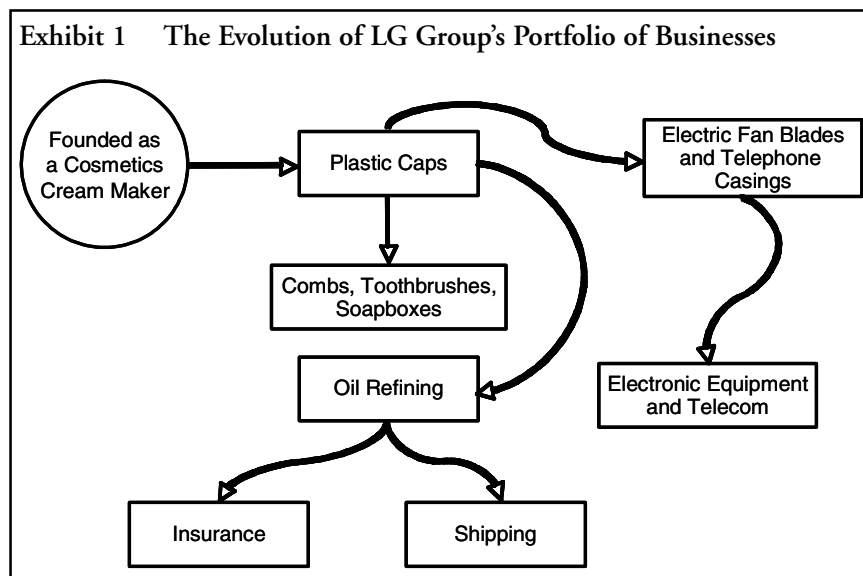 Exhibit 1 The Evolution of LG Group's Portfolio of Businesses
Founded as
a Cosmetics
Cream Maker
Plastic Caps
Electric Fan Blades
and Telephone
Casings
Combs, Toothbrushes,
Soapboxes
Oil Refining
Electronic Equipment
and Telecom
Insurance
Shipping